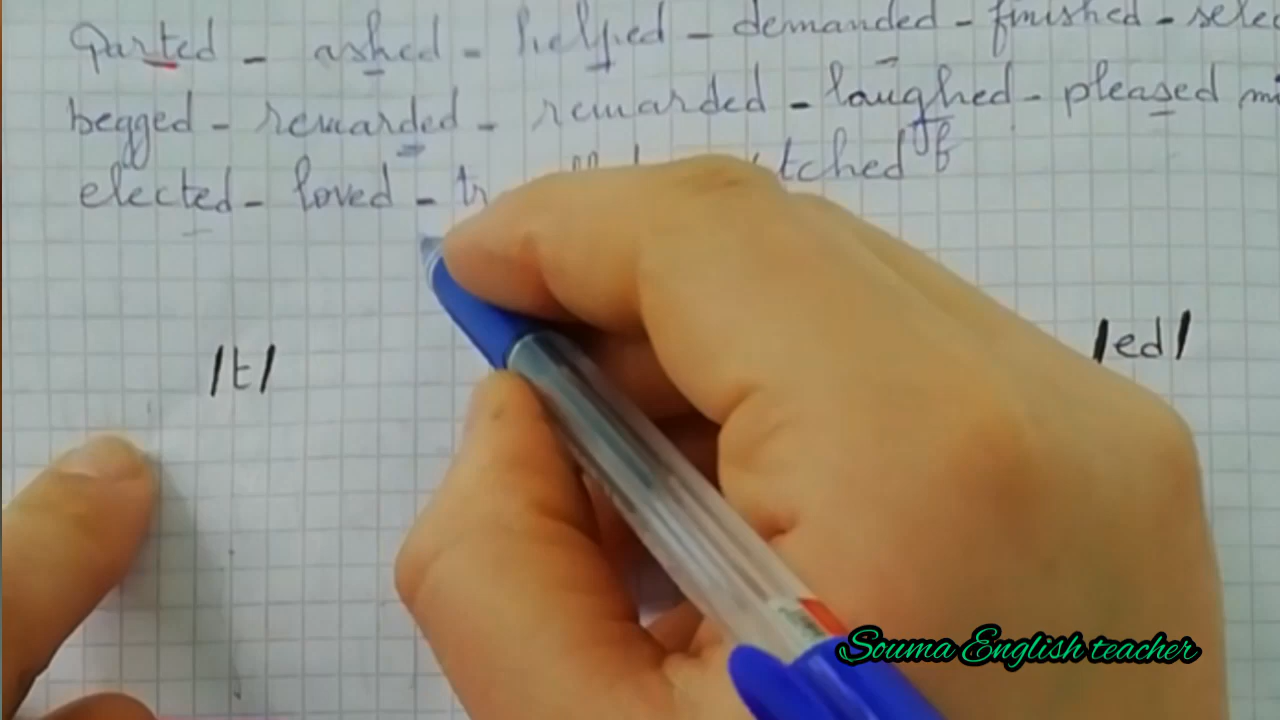 Parted - asked - helped - demanded - finished -
begged - rewarded - rewarded - laughed - pleased
elected - loved -
f
/t/ /ed/
Souma English teacher